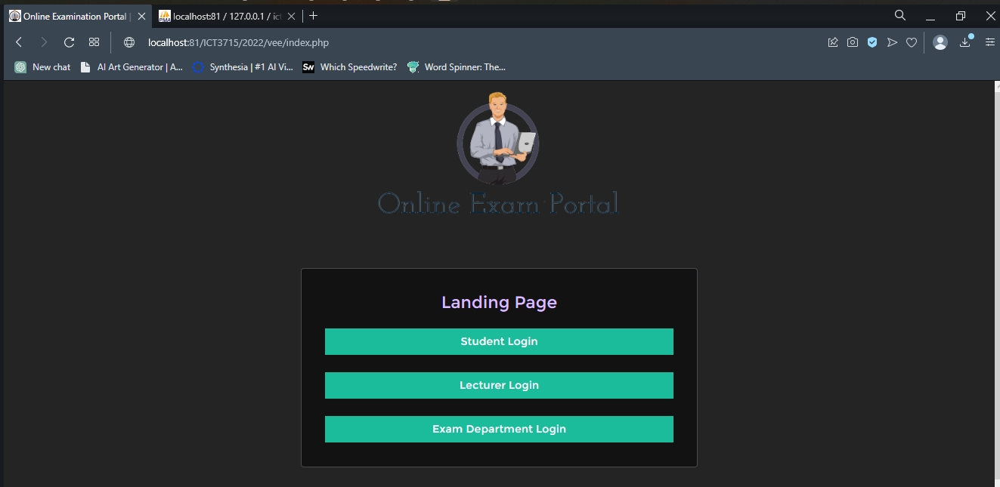 Online Examination Portal |
localhost:81 / 127.0.0.1 / ict
localhost:81/ICT3715/2022/vee/index.php
New chat
AI Art Generator | A...
Synthesia | #1 AI Vi...
SW
Which Speedwrite?
Word Spinner: The...
Online Exam Portal
Landing Page
Student Login
Lecturer Login
Exam Department Login